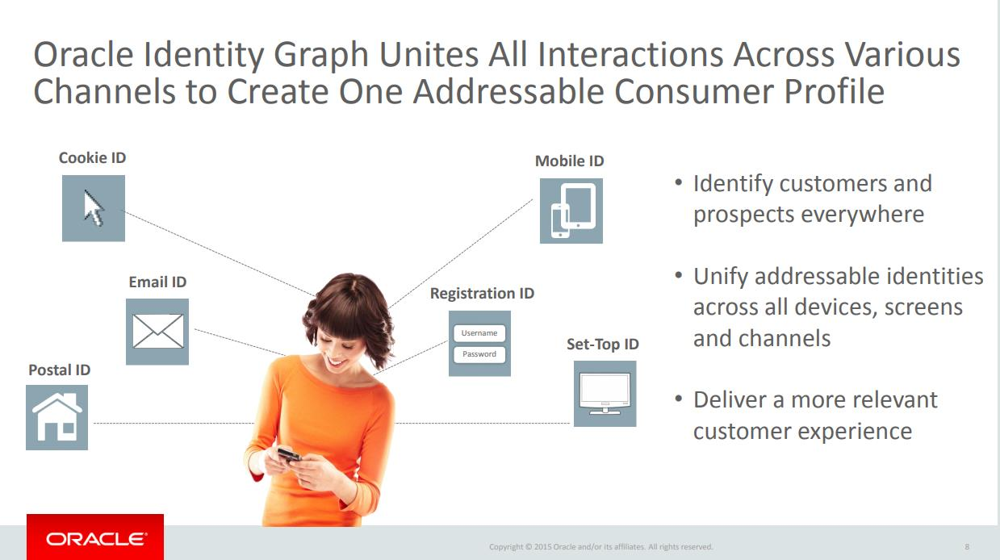 Oracle Identity Graph Unites All Interactions Across Various
Channels to Create One Addressable Consumer Profile
Cookie ID
Mobile ID
Email ID
Registration ID
Username
Password
Set-Top ID
Postal ID
• Identify customers and
prospects everywhere
• Unify addressable identities
across all devices, screens
and channels
• Deliver a more relevant
customer experience
ORACLE®
Copyright © 2015 Oracle and/or its affiliates. All rights reserved.
8